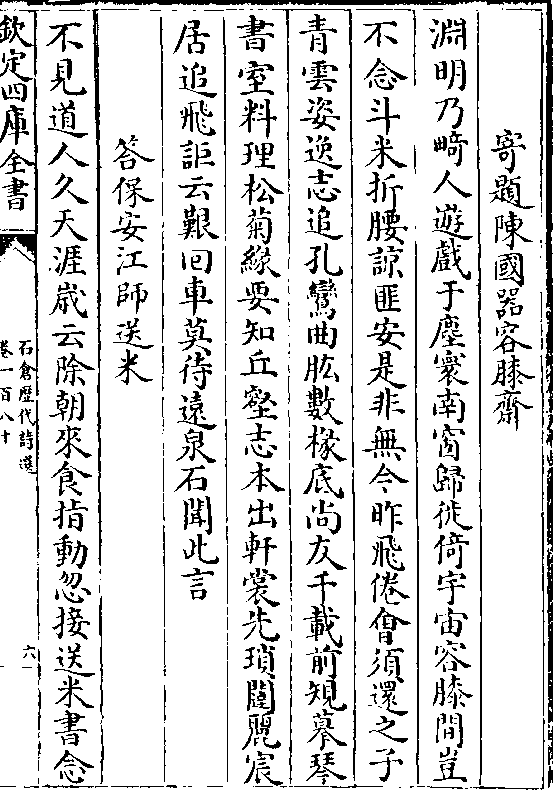 寄題陳國器容膝齋
淵明乃畸人遊戲于塵寰南窗歸徙倚宇宙容膝間豈
不念斗米折腰諒匪安是非無今昨飛倦會須還之子
青雲姿逸志追孔鸞曲肱數椽底尚友千載前規摹琴
書室料理松菊緣要知丘壑志本出軒裳先瑣闥麗宸
居追飛詎云艱回車莫待遠泉石聞此言
答保安江師送米
不見道人久天涯歲云除朝來食指動忽接送米書念
欽定四庫全書
石倉歷代詩選
卷一百八十
六一